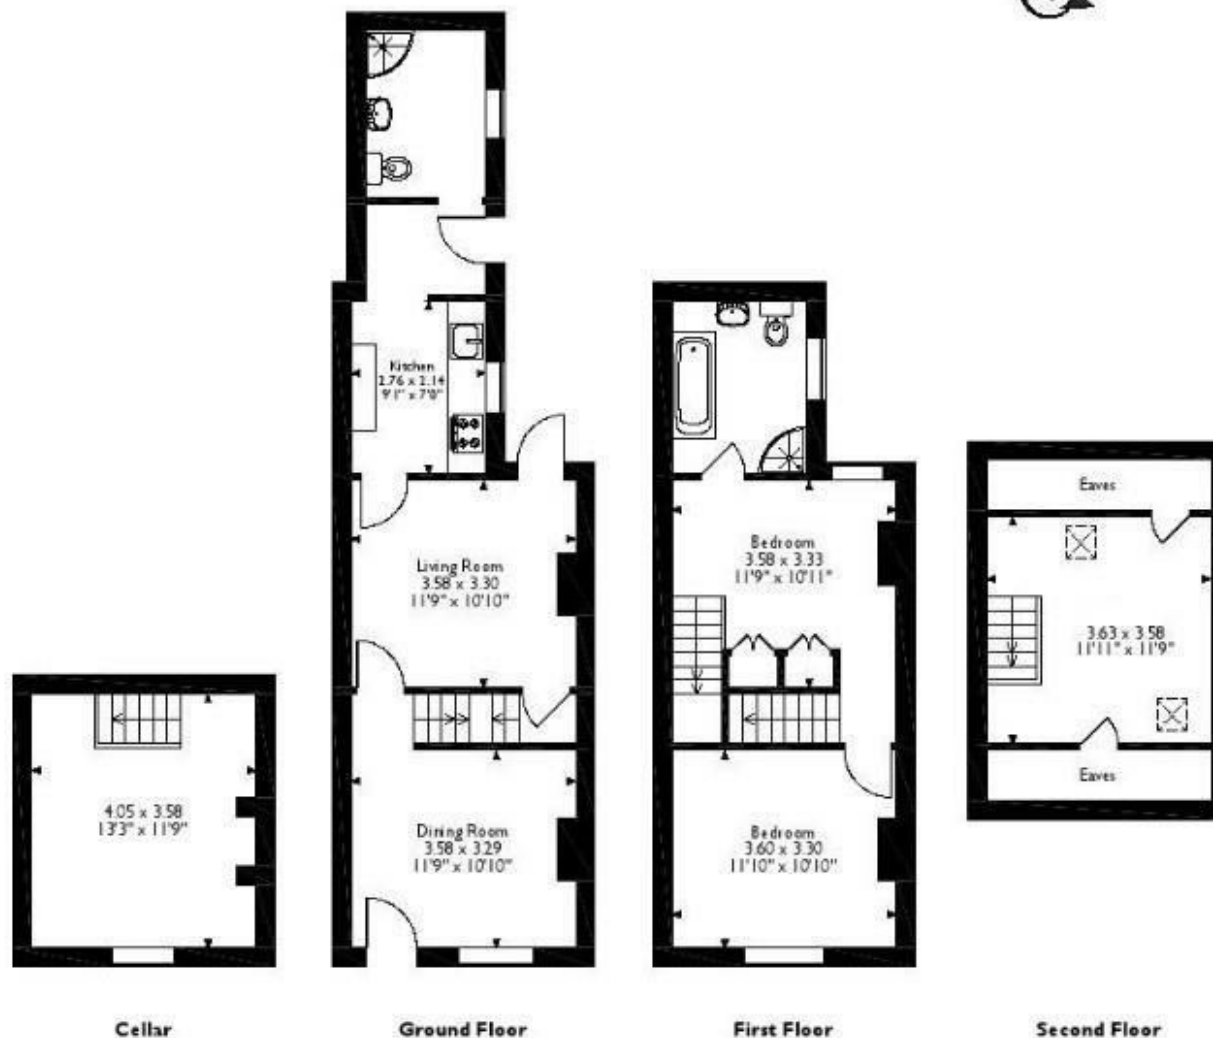 Kitchen
2.76 x 2.14
9'1" x 7'0"
Living Room
3.58 x 3.30
11'9" x 10'10"
Dining Room
3.58 x 3.29
11'9" x 10'10"
4.05 x 3.58
13'3" x 11'9"
Bedroom
3.58 x 3.33
11'9" x 10'11"
Bedroom
3.60 x 3.30
11'10" x 10'10"
Eaves
3.63 x 3.58
11'11" x 11'9"
Eaves
Cellar
Ground Floor
First Floor
Second Floor